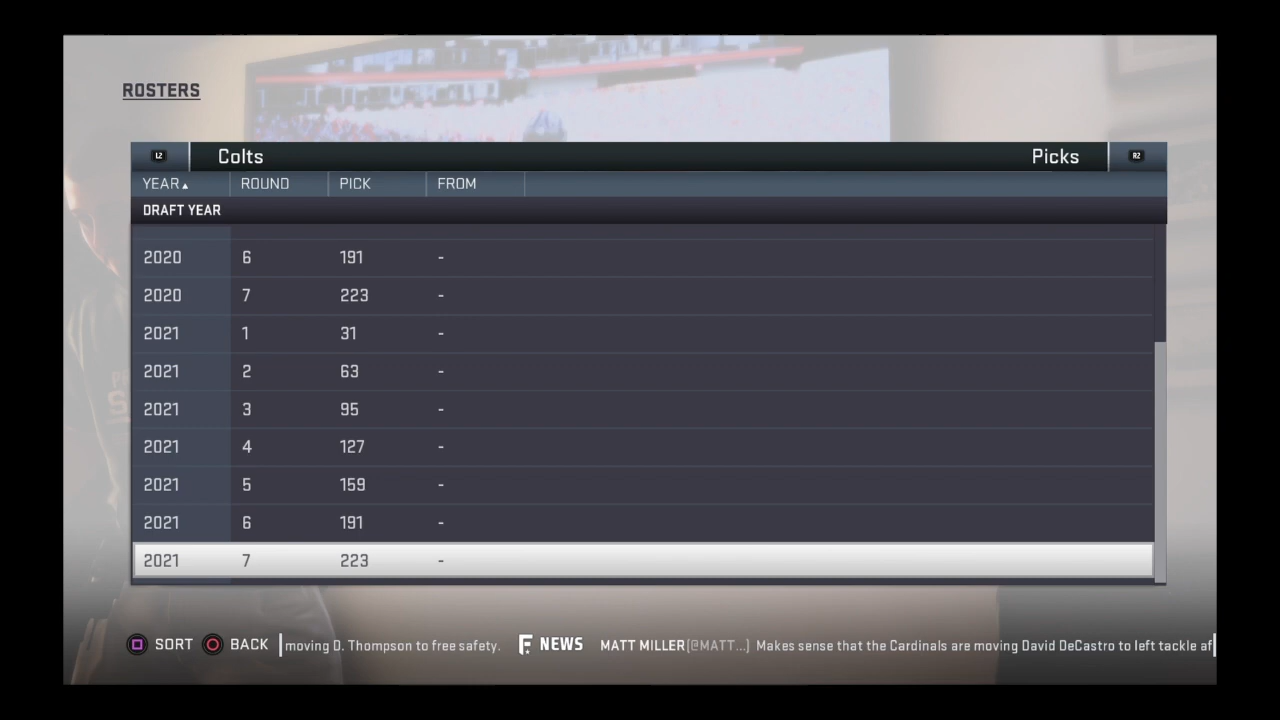 ROSTERS
L2 Colts Picks R2
YEAR ROUND PICK FROM
DRAFT YEAR
2020 6 191 -
2020 7 223 -
2021 1 31 -
2021 2 63 -
2021 3 95 -
2021 4 127 -
2021 5 159 -
2021 6 191 -
2021 7 223 -
SORT BACK moving D. Thompson to free safety. F NEWS MATT MILLER(@MATT...) Makes sense that the Cardinals are moving David DeCastro to left tackle af